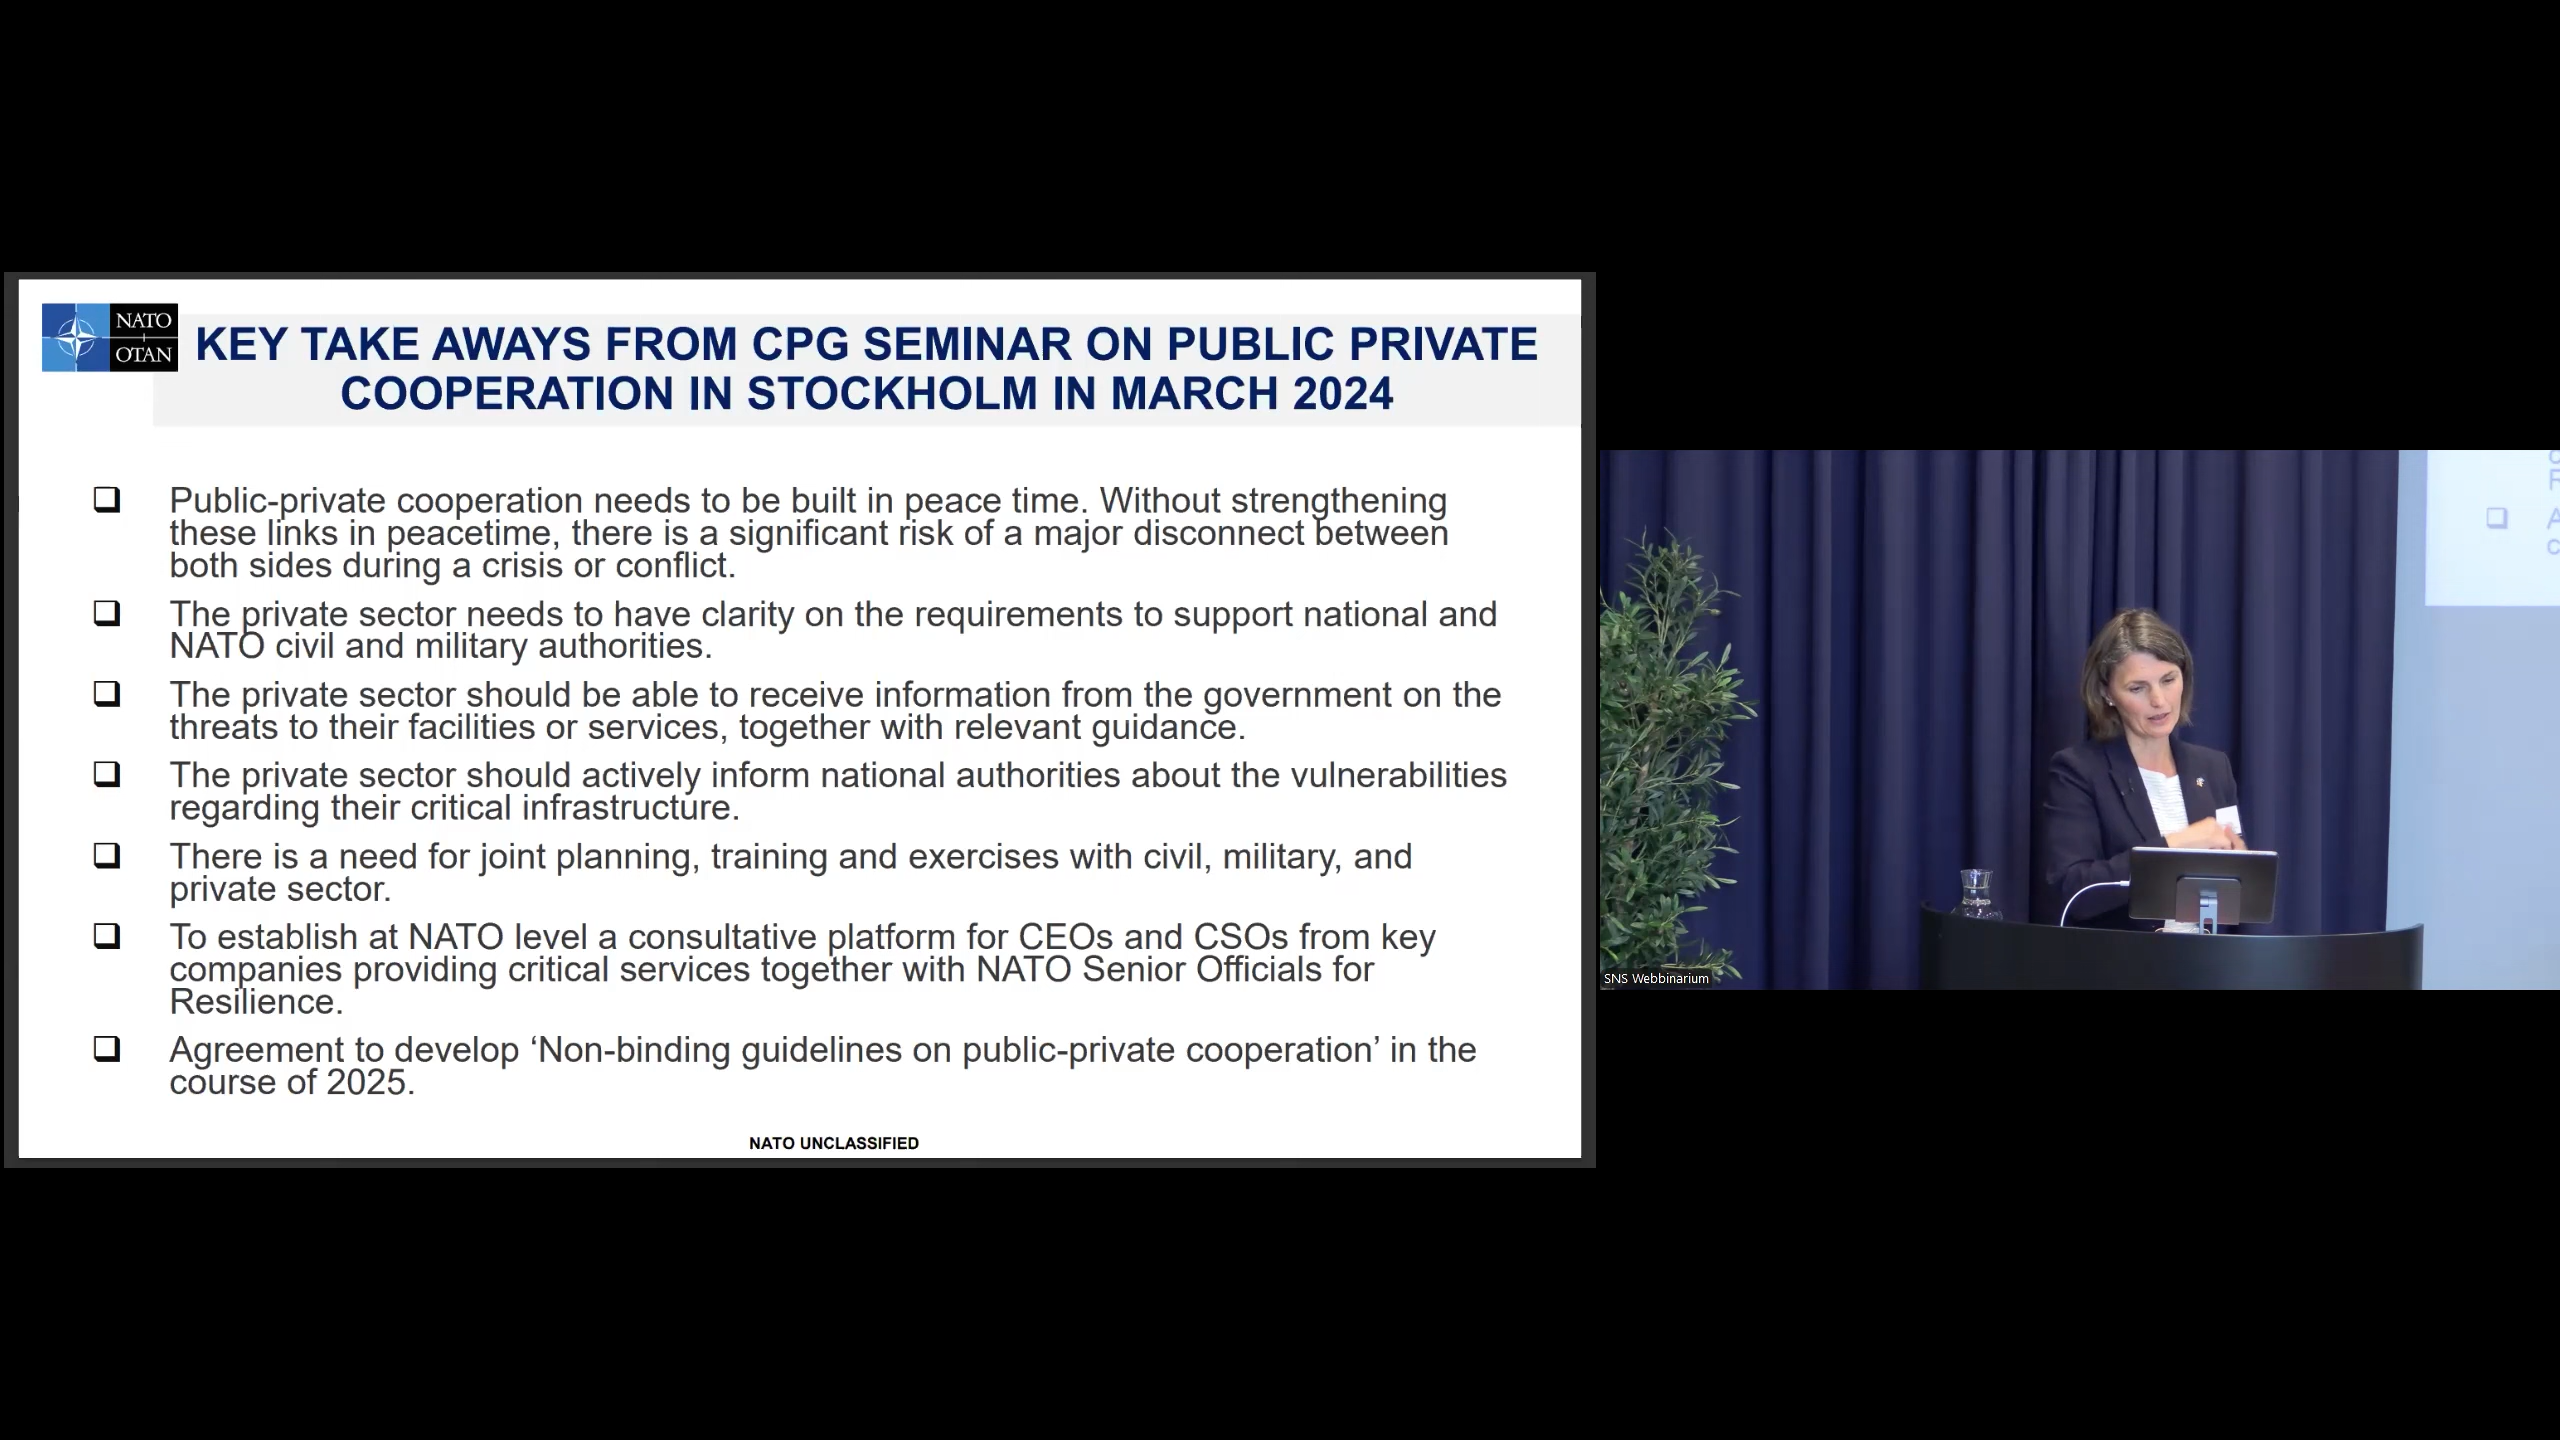 NATO
OTAN
KEY TAKE AWAYS FROM CPG SEMINAR ON PUBLIC PRIVATE
COOPERATION IN STOCKHOLM IN MARCH 2024
Public-private cooperation needs to be built in peace time. Without strengthening
these links in peacetime, there is a significant risk of a major disconnect between
both sides during a crisis or conflict.
The private sector needs to have clarity on the requirements to support national and
NATO civil and military authorities.
The private sector should be able to receive information from the government on the
threats to their facilities or services, together with relevant guidance.
The private sector should actively inform national authorities about the vulnerabilities
regarding their critical infrastructure.
There is a need for joint planning, training and exercises with civil, military, and
private sector.
To establish at NATO level a consultative platform for CEOs and CSOs from key
companies providing critical services together with NATO Senior Officials for
Resilience.
Agreement to develop ‘Non-binding guidelines on public-private cooperation’ in the
course of 2025.
NATO UNCLASSIFIED
SNS Webbinarium